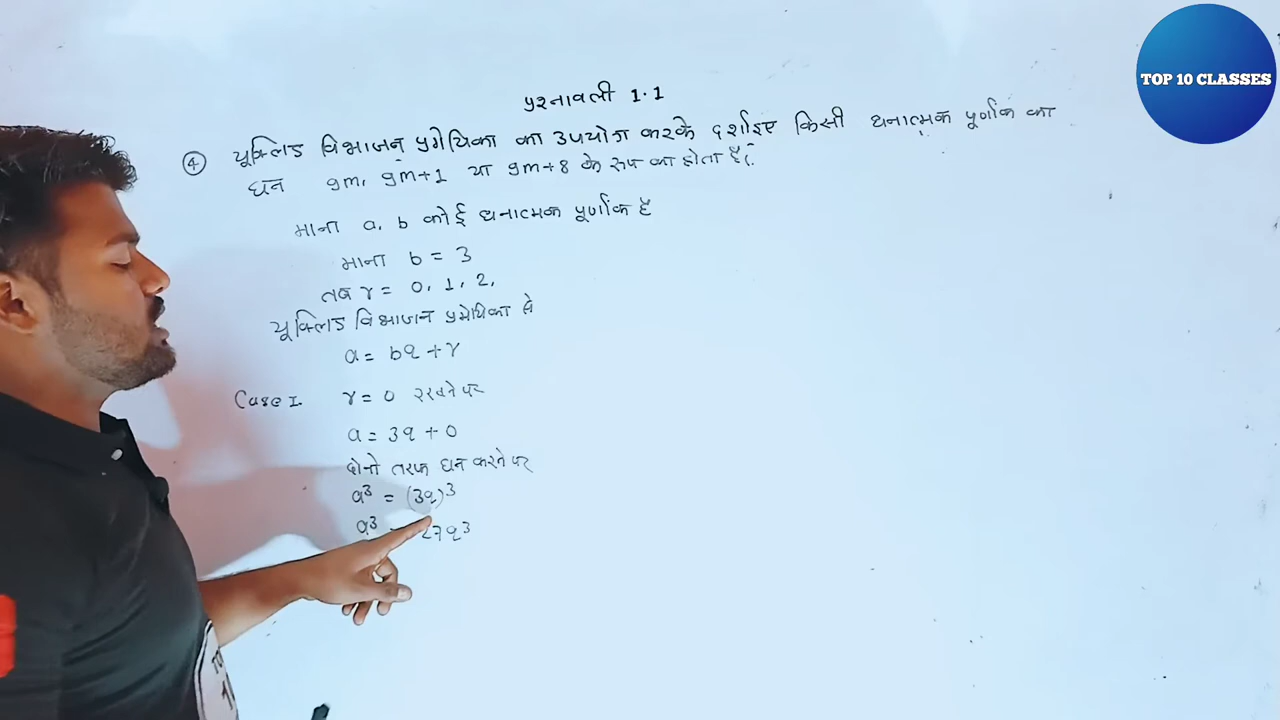 TOP 10 CLASSES
प्रश्नावली 1.1
④ यूक्लिड विभाजन प्रमेयिका का उपयोग करके दर्शाइए किसी धनात्मक पूर्णांक का
घन 9m, 9m+1 या 9m+8 के रूप का होता है।
माना a, b कोई धनात्मक पूर्णांक है
माना b = 3
तब r = 0, 1, 2,
यूक्लिड विभाजन प्रमेयिका से
a = bq + r
Case I. r = 0 रखने पर
a = 3q + 0
दोनो तरफ घन करने पर
a³ = (3q)³
a³ = 27q³